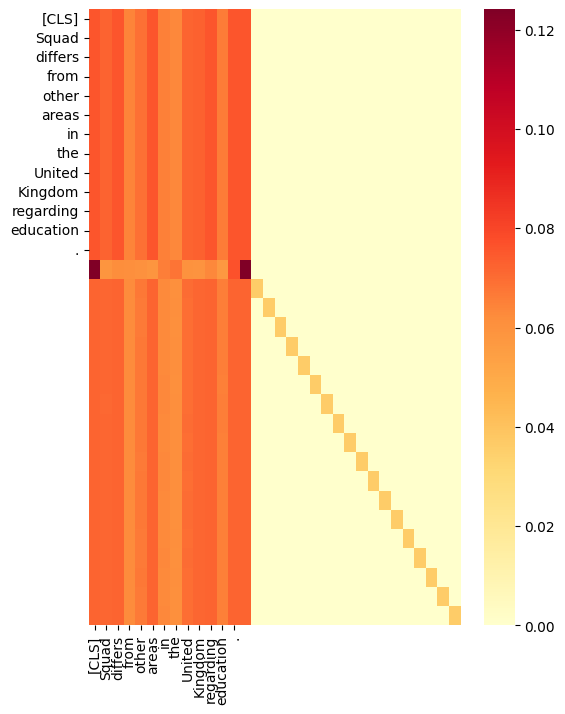 [CLS]
Squad
differs
from
other
areas
in
the
United
Kingdom
regarding
education
.
0.12
0.10
0.08
0.06
0.04
0.02
0.00
[CLS]
Squad
differs
from
other
areas
in
the
United
Kingdom
regarding
education
.